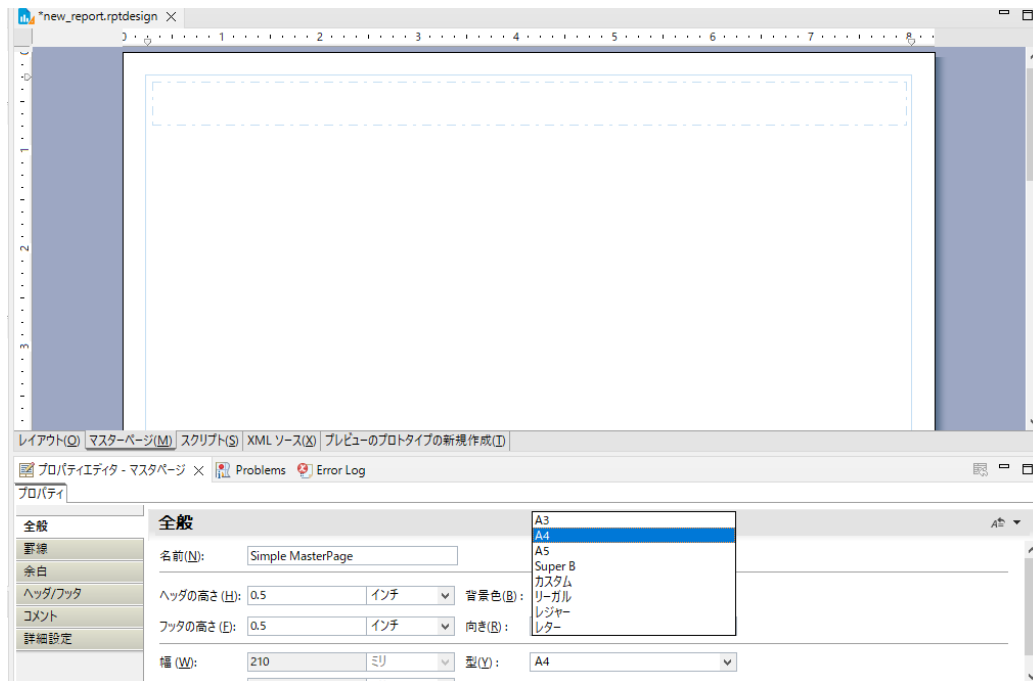 *new_report.rptdesign
0 1 2 3 4 5 6 7 8
1
2
3
レイアウト(O) マスターページ(M) スクリプト(S) XML ソース(X) プレビューのプロトタイプの新規作成(T)
プロパティエディタ - マスタページ Problems Error Log
プロパティ
全般
罫線
余白
ヘッダ/フッタ
コメント
詳細設定
全般
名前(N): Simple MasterPage
ヘッダの高さ(H): 0.5 インチ 背景色(B) :
フッタの高さ(F): 0.5 インチ 向き(R) :
幅 (W): 210 ミリ 型(Y) : A4
A3
A4
A5
Super B
カスタム
リーガル
レジャー
レター